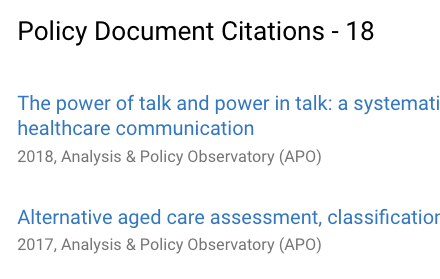 Policy Document Citations - 18
The power of talk and power in talk: a systemati
healthcare communication
2018, Analysis & Policy Observatory (APO)
Alternative aged care assessment, classification
2017, Analysis & Policy Observatory (APO)